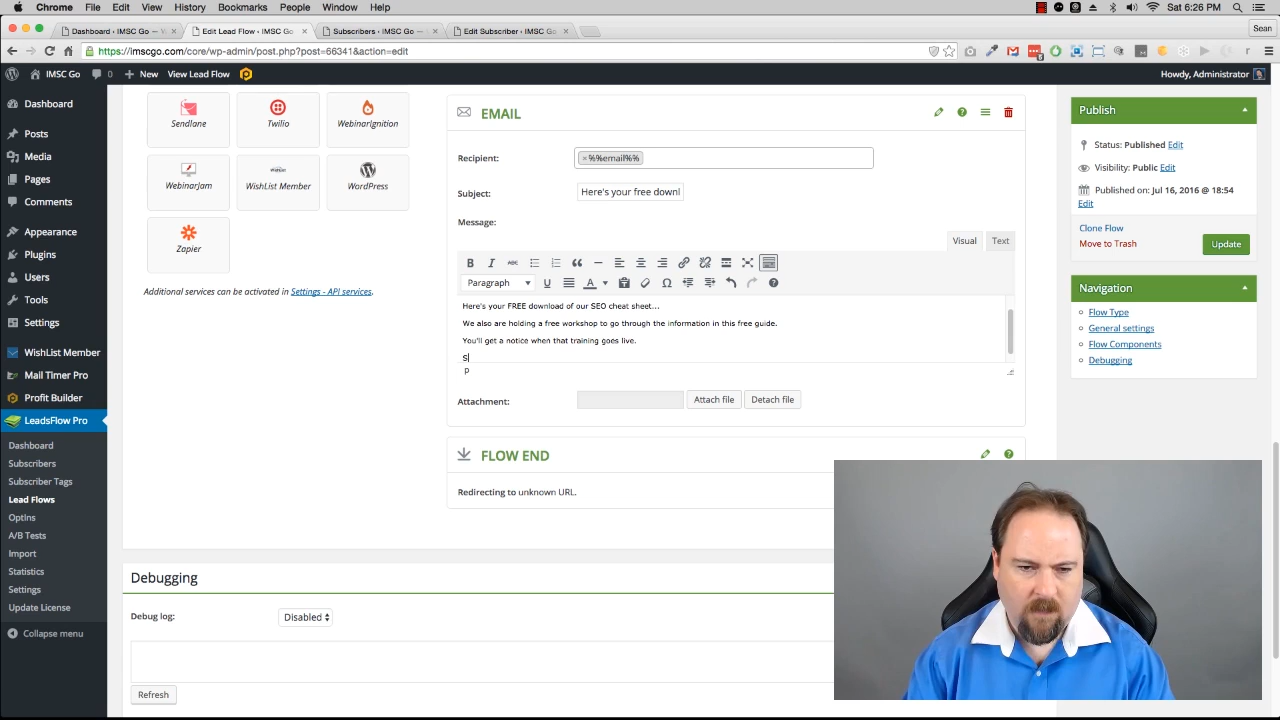 Chrome File Edit View History Bookmarks People Window Help Sat 6:26 PM
Dashboard ‹ IMSC Go — W Edit Lead Flow ‹ IMSC Go Subscribers ‹ IMSC Go — Edit Subscriber ‹ IMSC Go Sean
https://imscgo.com/core/wp-admin/post.php?post=66341&action=edit
IMSC Go 0 New View Lead Flow Howdy, Administrator
Dashboard
Posts
Media
Pages
Comments
Appearance
Plugins
Users
Tools
Settings
WishList Member
Mail Timer Pro
Profit Builder
LeadsFlow Pro
Dashboard
Subscribers
Subscriber Tags
Lead Flows
OptIns
A/B Tests
Import
Statistics
Settings
Update License
Collapse menu
Sendlane Twilio WebinarIgnition
WebinarJam WishList Member WordPress
Zapier
Additional services can be activated in Settings - API services.
EMAIL
Recipient: × %%email%%
Subject: Here's your free downl
Message:
Visual Text
B I ABC
Paragraph U A Ω
Here's your FREE download of our SEO cheat sheet...
We also are holding a free workshop to go through the information in this free guide.
You'll get a notice when that training goes live.
S
P
Attachment: Attach file Detach file
FLOW END
Redirecting to unknown URL.
Debugging
Debug log: Disabled
Refresh
Publish
Status: Published Edit
Visibility: Public Edit
Published on: Jul 16, 2016 @ 18:54
Edit
Clone Flow
Move to Trash Update
Navigation
Flow Type
General settings
Flow Components
Debugging